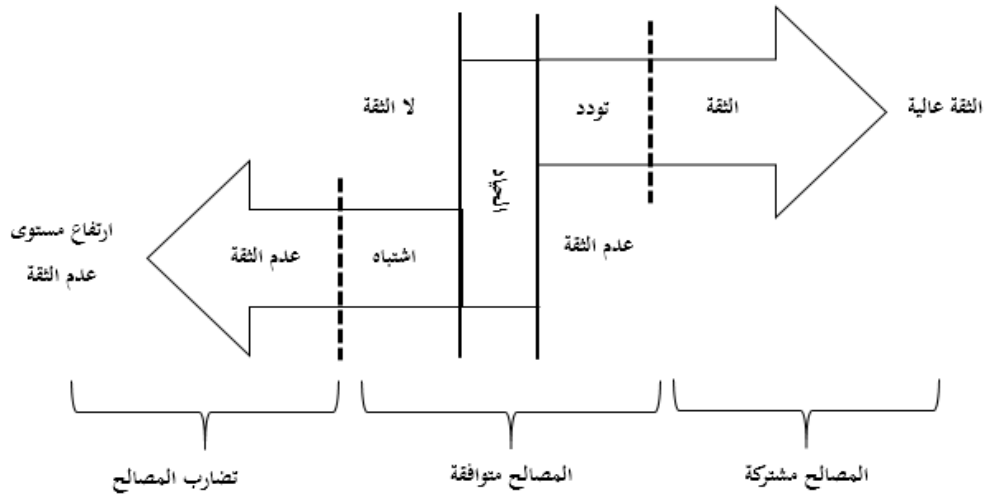 الثقة عالية
الثقة
تودد
لا الثقة
الحياد
عدم الثقة
اشتباه
عدم الثقة
ارتفاع مستوى
عدم الثقة
المصالح مشتركة
المصالح متوافقة
تضارب المصالح